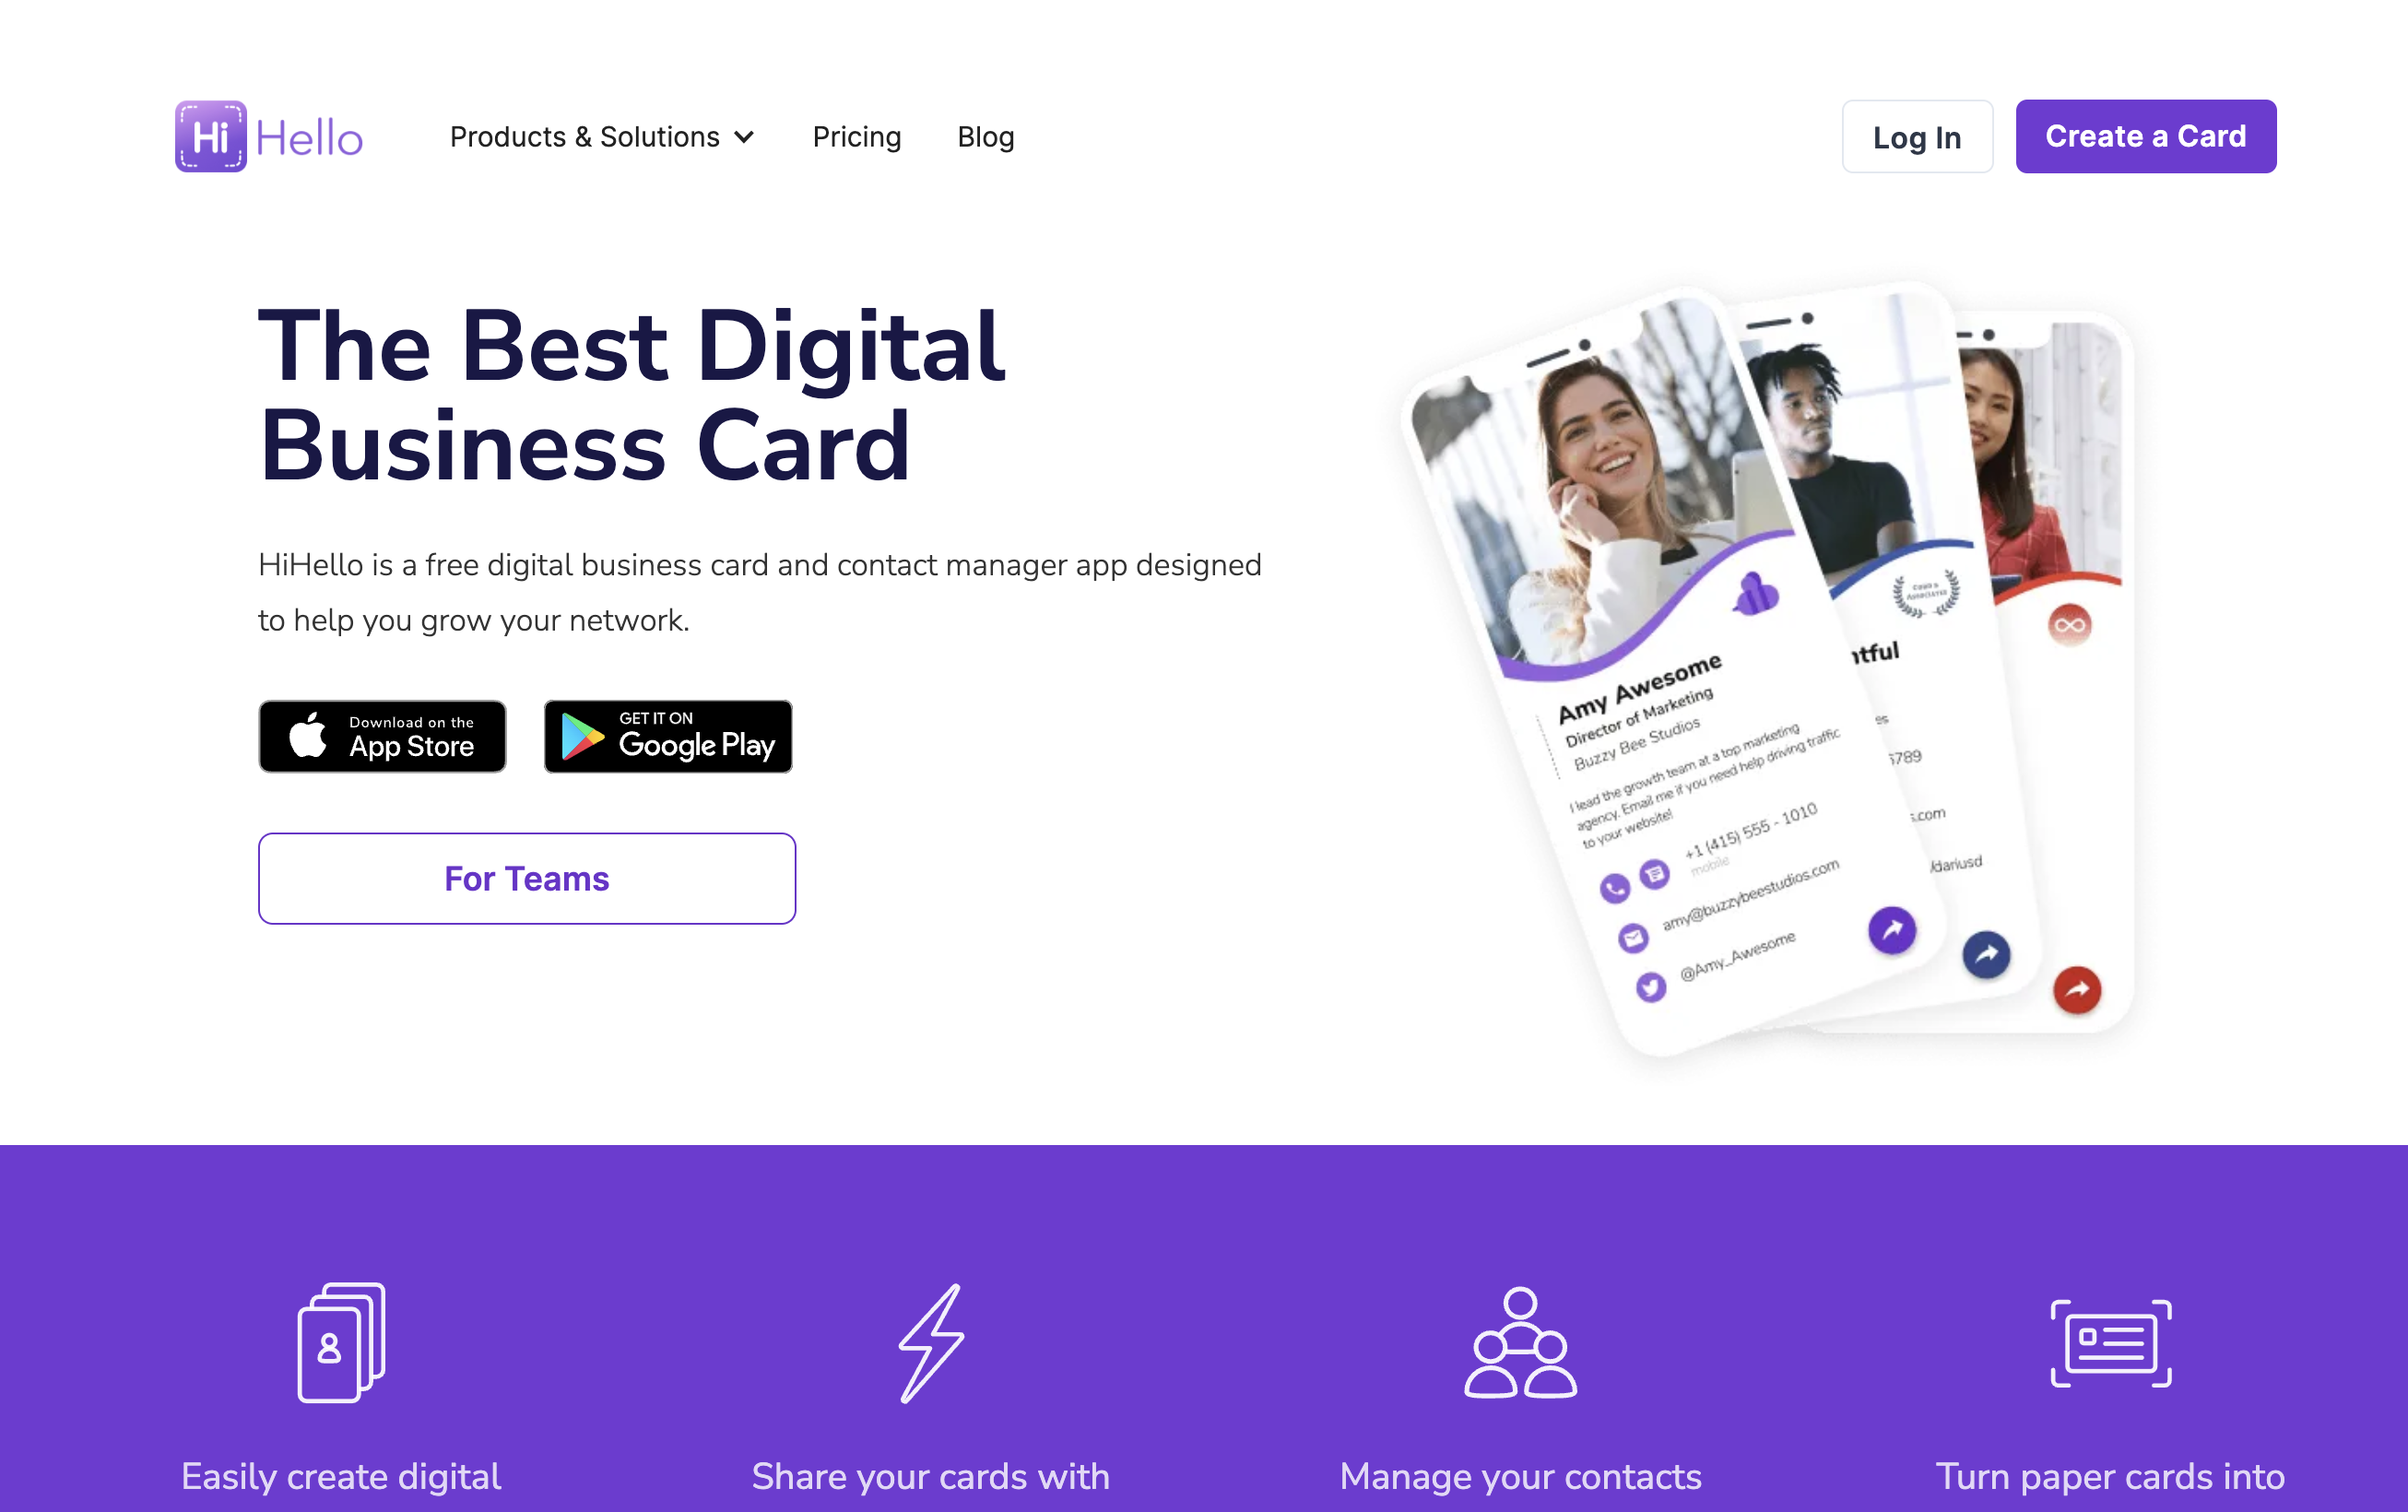 Hi Hello
Products & Solutions
Pricing
Blog
Log In
Create a Card
The Best Digital
Business Card
HiHello is a free digital business card and contact manager app designed
to help you grow your network.
Download on the
App Store
GET IT ON
Google Play
For Teams
Amy Awesome
Director of Marketing
Buzzy Bee Studios
I lead the growth team at a top marketing
agency. Email me if you need help driving traffic
to your website!
+1 (415) 555 - 1010
mobile
amy@buzzybeestudios.com
@Amy_Awesome
ntful
es
6789
s.com
/dariusd
Easily create digital
Share your cards with
Manage your contacts
Turn paper cards into